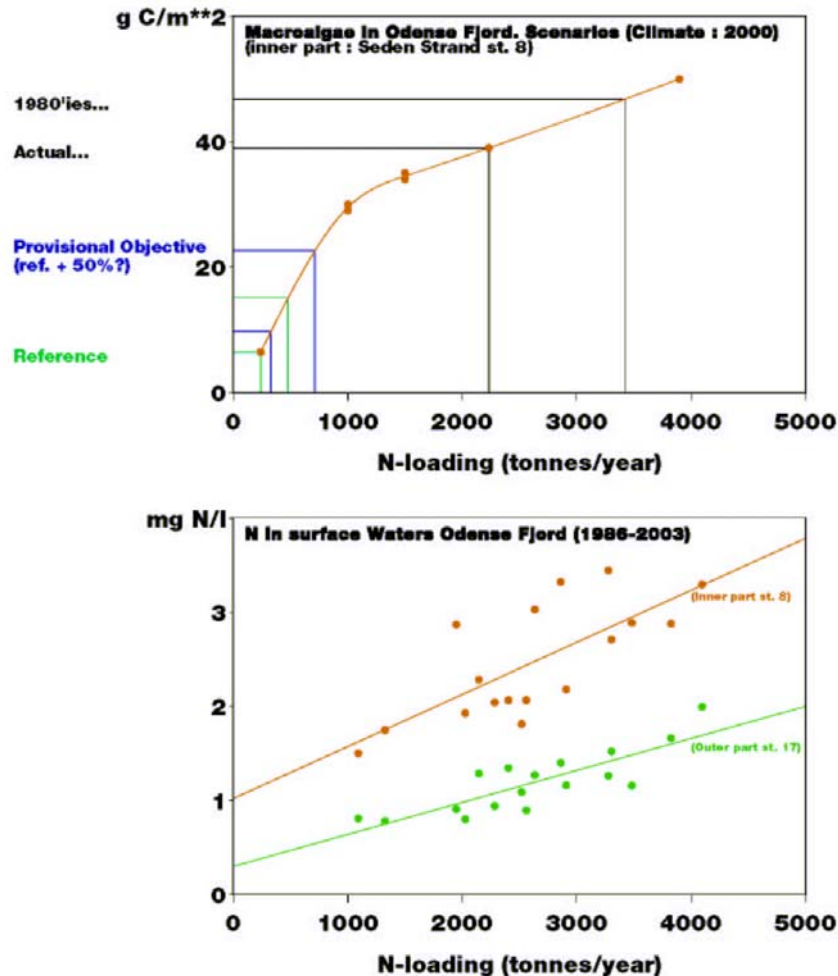 g C/m**2
Macroalgae in Odense Fjord. Scenarios (Climate : 2000)
(inner part : Seden Strand st. 8)
1980'ies...
40
Actual...
Provisional Objective
(ref. + 50%?)
20
Reference
0
0 1000 2000 3000 4000 5000
N-loading (tonnes/year)
mg N/l
N in surface Waters Odense Fjord (1986-2003)
3
(Inner part st. 8)
2
(Outer part st. 17)
1
0
0 1000 2000 3000 4000 5000
N-loading (tonnes/year)